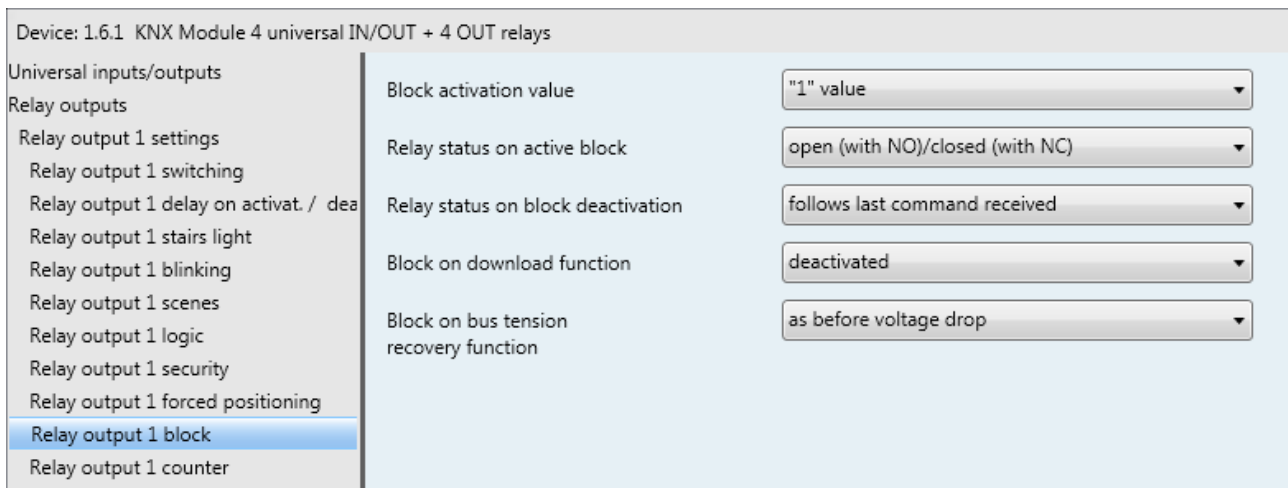 Device: 1.6.1 KNX Module 4 universal IN/OUT + 4 OUT relays
Universal inputs/outputs
Relay outputs
Relay output 1 settings
Relay output 1 switching
Relay output 1 delay on activat. / dea
Relay output 1 stairs light
Relay output 1 blinking
Relay output 1 scenes
Relay output 1 logic
Relay output 1 security
Relay output 1 forced positioning
Relay output 1 block
Relay output 1 counter
Block activation value
"1" value
Relay status on active block
open (with NO)/closed (with NC)
Relay status on block deactivation
follows last command received
Block on download function
deactivated
Block on bus tension
recovery function
as before voltage drop